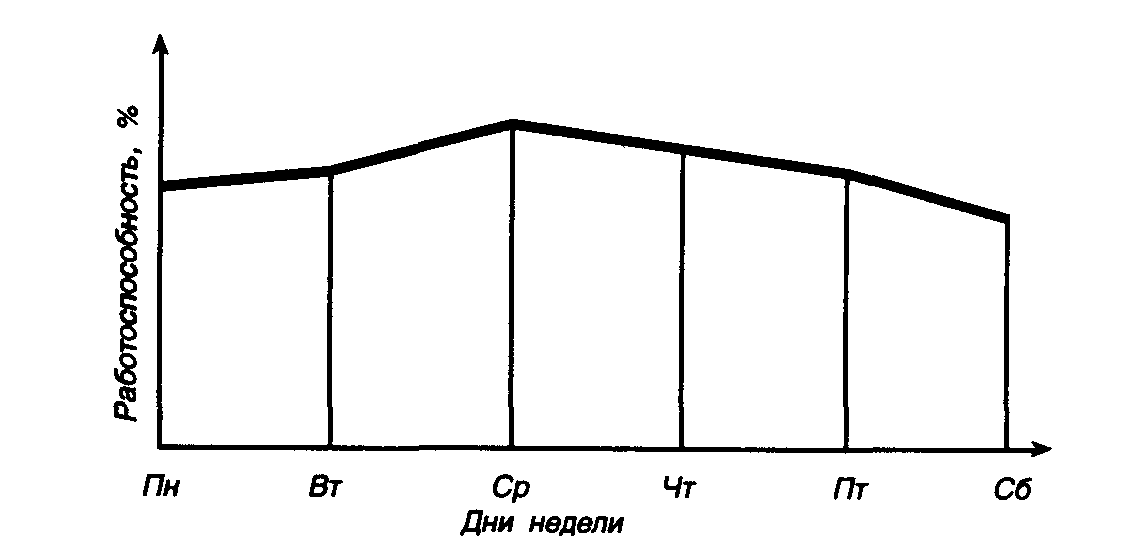 Работоспособность, %
Пн Вт Ср Чт Пт Сб
Дни недели